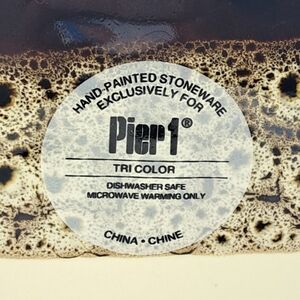 HAND-PAINTED STONEWARE
EXCLUSIVELY FOR
Pier 1®
TRI COLOR
DISHWASHER SAFE
MICROWAVE WARMING ONLY
CHINA • CHINE